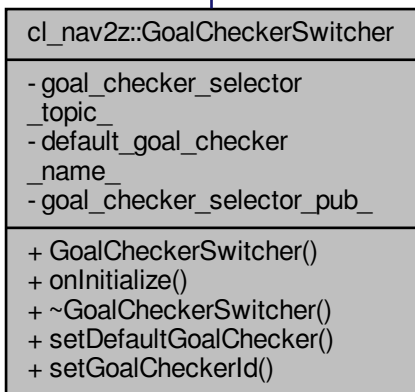 cl_nav2z::GoalCheckerSwitcher
- goal_checker_selector
_topic_
- default_goal_checker
_name_
- goal_checker_selector_pub_
+ GoalCheckerSwitcher()
+ onInitialize()
+ ~GoalCheckerSwitcher()
+ setDefaultGoalChecker()
+ setGoalCheckerId()